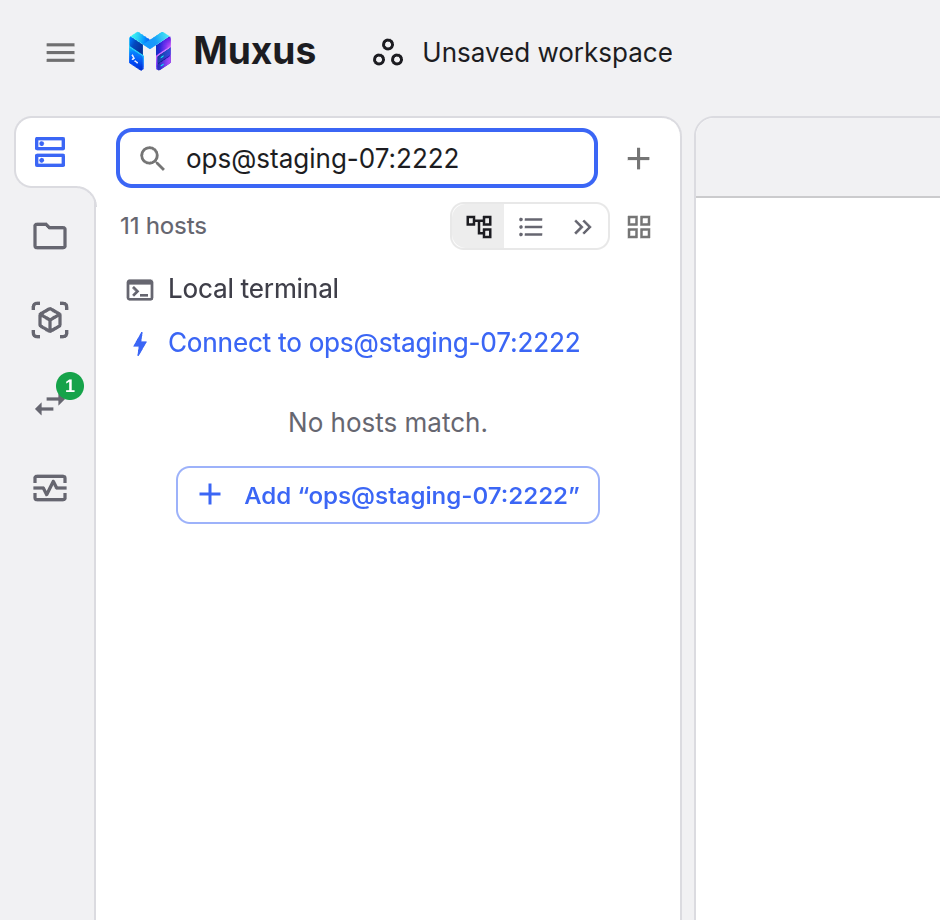 Muxus
Unsaved workspace
ops@staging-07:2222
11 hosts
Local terminal
Connect to ops@staging-07:2222
1
No hosts match.
Add “ops@staging-07:2222”